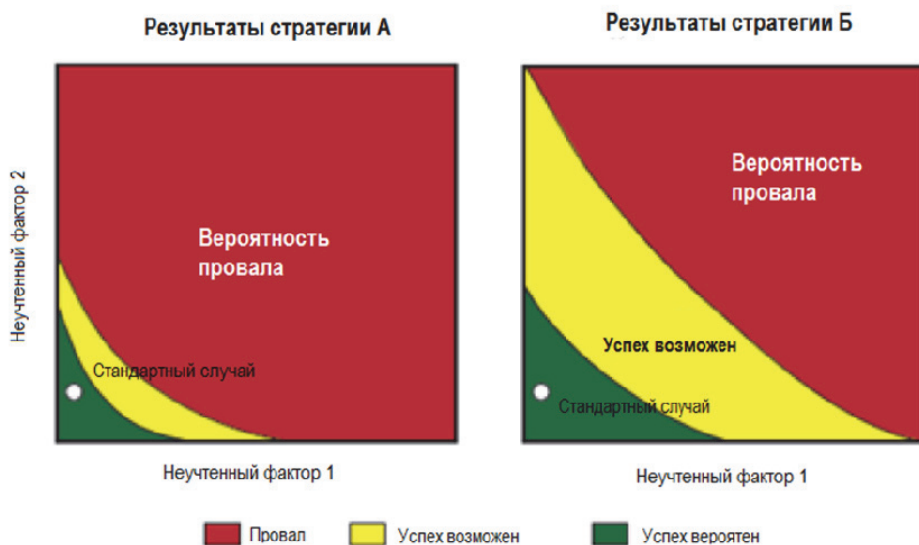 Результаты стратегии А
Неучтенный фактор 2
Вероятность
провала
Стандартный случай
Неучтенный фактор 1
Результаты стратегии Б
Вероятность
провала
Успех возможен
Стандартный случай
Неучтенный фактор 1
Провал
Успех возможен
Успех вероятен